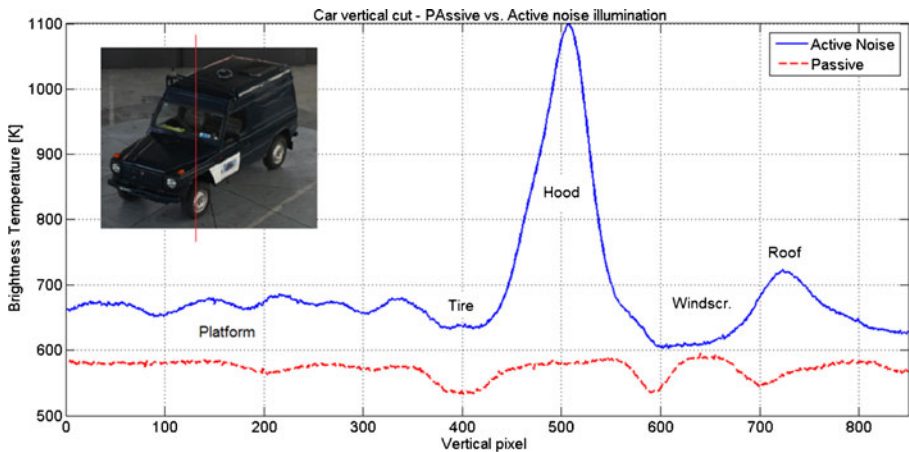 Car vertical cut - PAssive vs. Active noise illumination
Active Noise
Passive
Brightness Temperature [K]
1100
1000
900
800
700
600
500
Hood
Roof
Tire
Windscr.
Platform
0 100 200 300 400 500 600 700 800
Vertical pixel